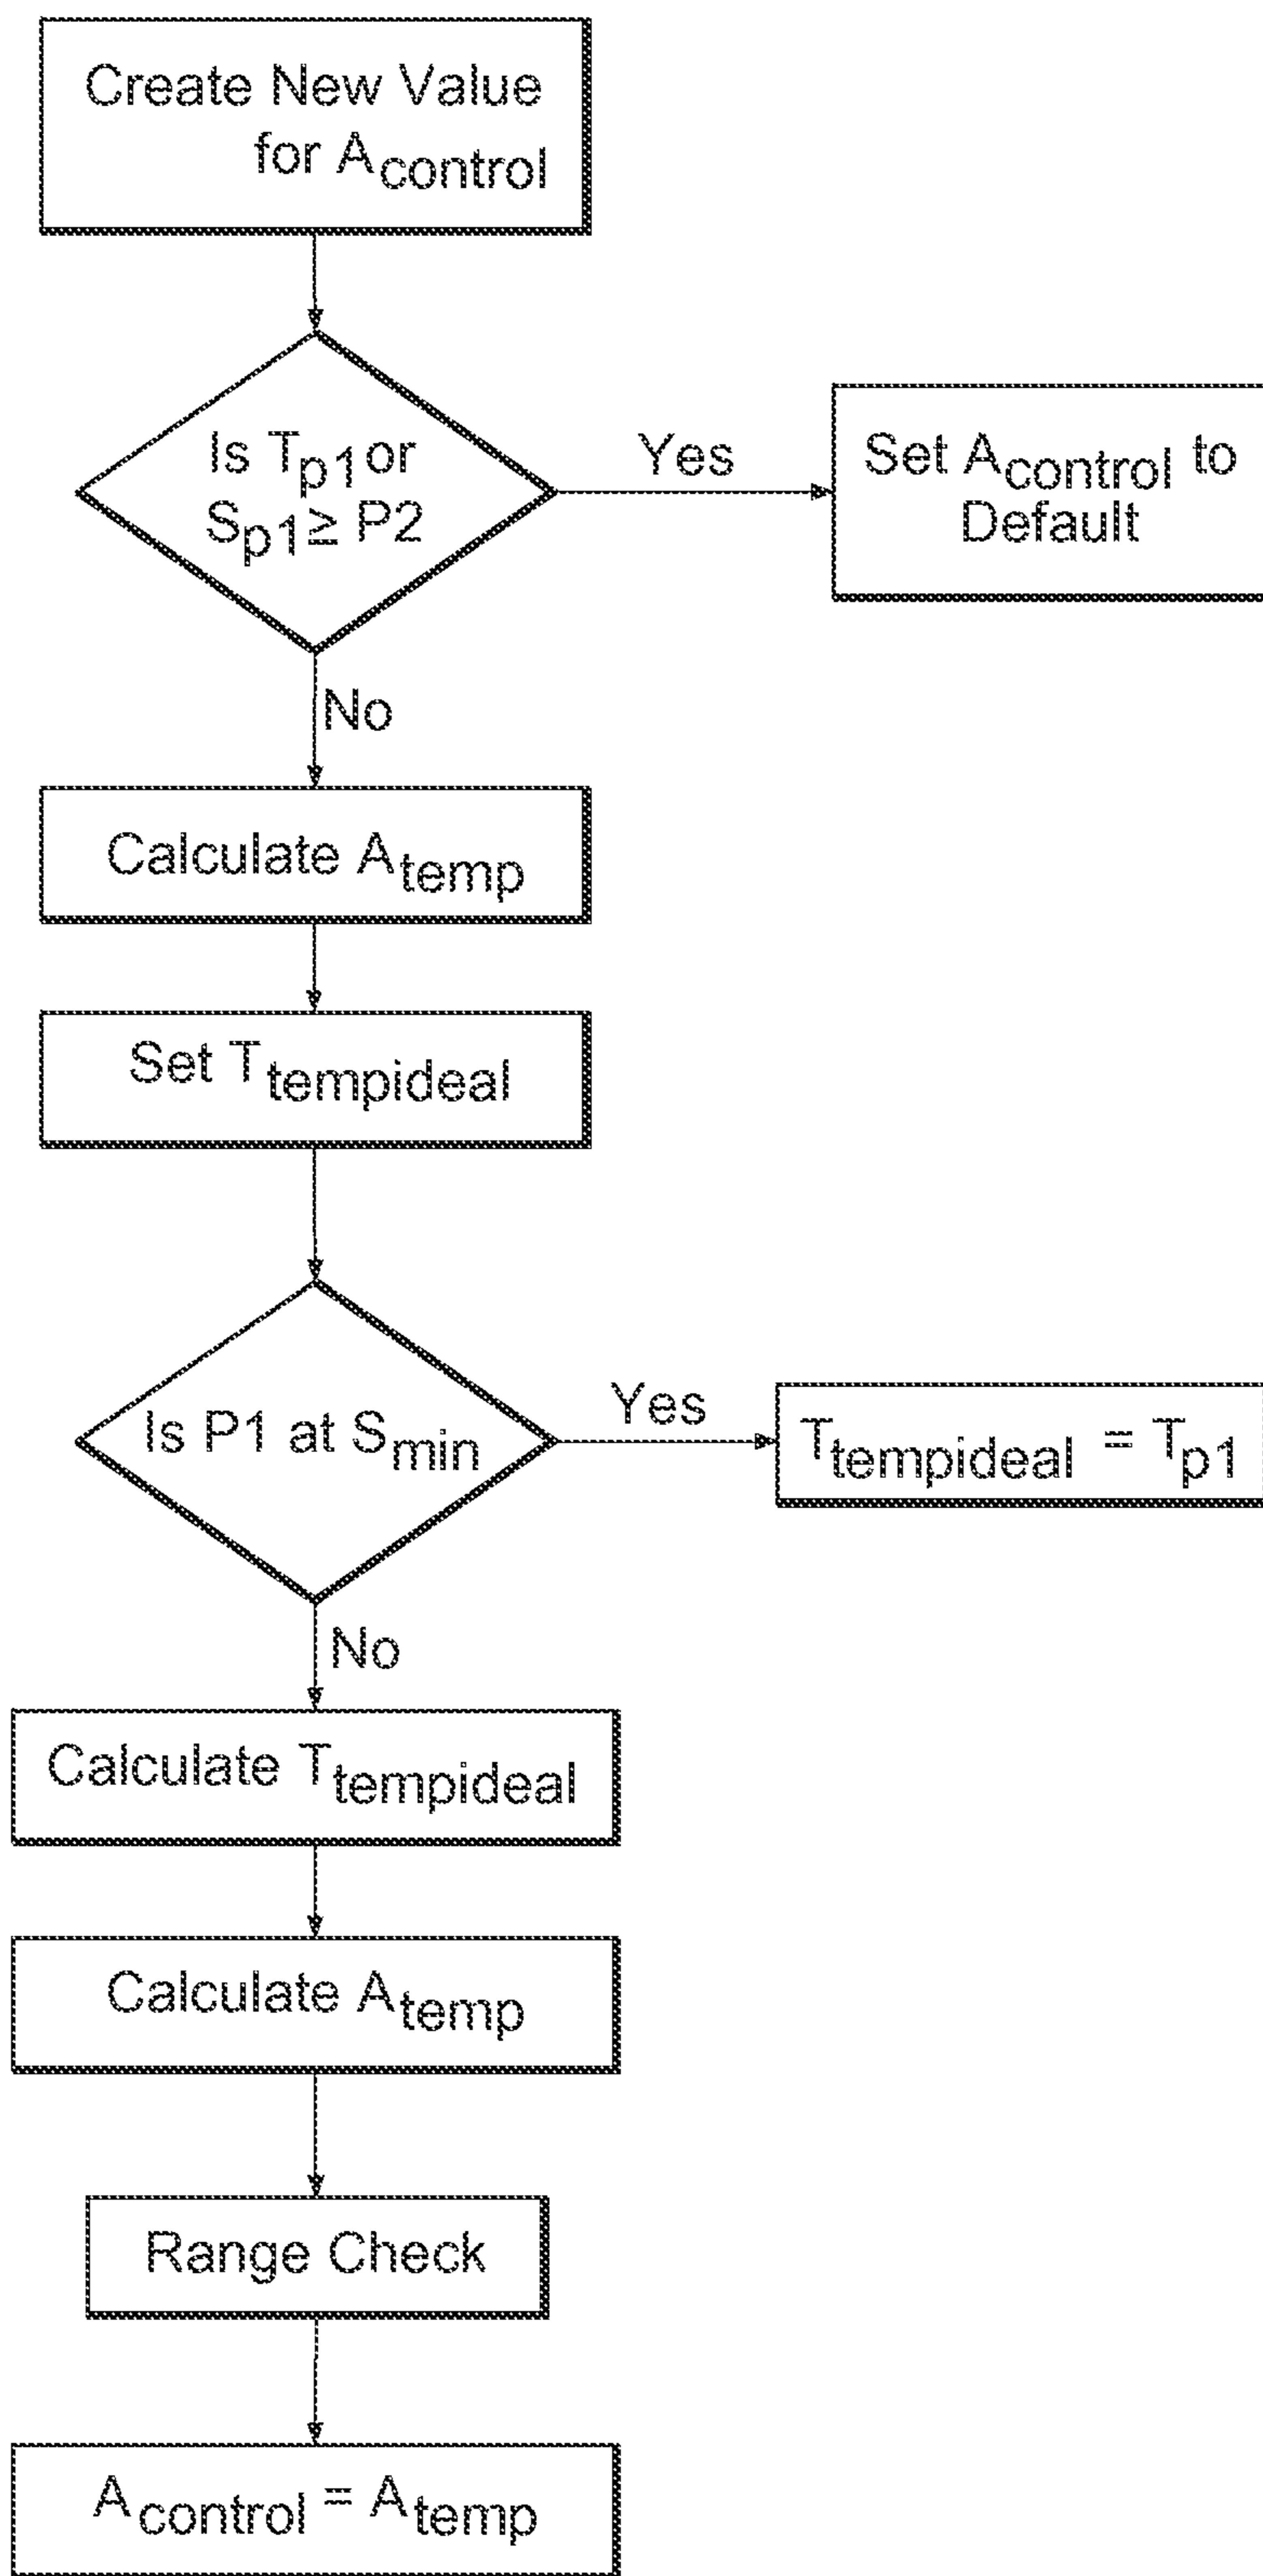 Create New Value
for Acontrol
Is Tp1 or
Sp1 ≥ P2
Yes
Set Acontrol to
Default
No
Calculate Atemp
Set Ttempideal
Is P1 at Smin
Yes
Ttempideal = Tp1
No
Calculate Ttempideal
Calculate Atemp
Range Check
Acontrol = Atemp